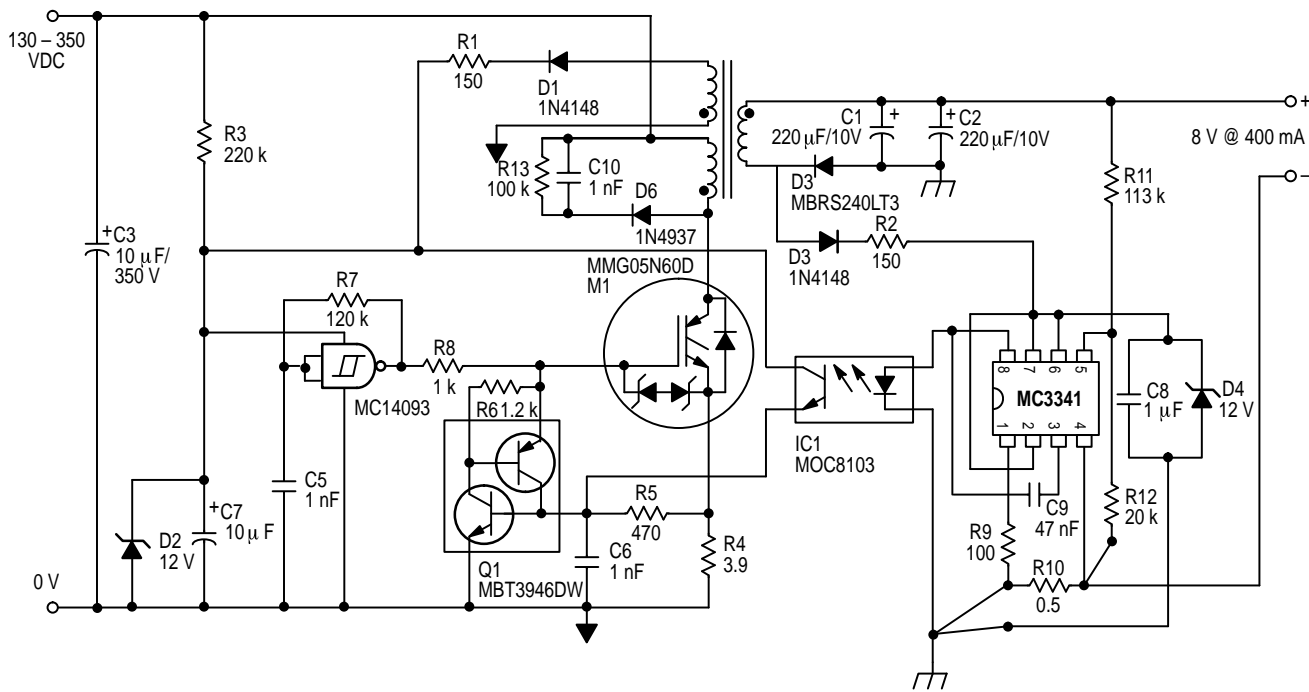 130 – 350
VDC
R1
150
D1
1N4148
C1
220 µF/10V
C2
220 µF/10V
+
8 V @ 400 mA
–
R3
220 k
R13
100 k
C10
1 nF
D6
1N4937
D3
MBRS240LT3
R11
113 k
C3
10 µF/
350 V
D3
1N4148
R2
150
MMG05N60D
M1
R7
120 k
R8
1 k
MC14093
R6 1.2 k
IC1
MOC8103
8
7
6
5
MC3341
1
2
3
4
C8
1 µF
D4
12 V
C5
1 nF
R5
470
C9
47 nF
R12
20 k
D2
12 V
C7
10 µF
Q1
MBT3946DW
C6
1 nF
R4
3.9
R9
100
R10
0.5
0 V